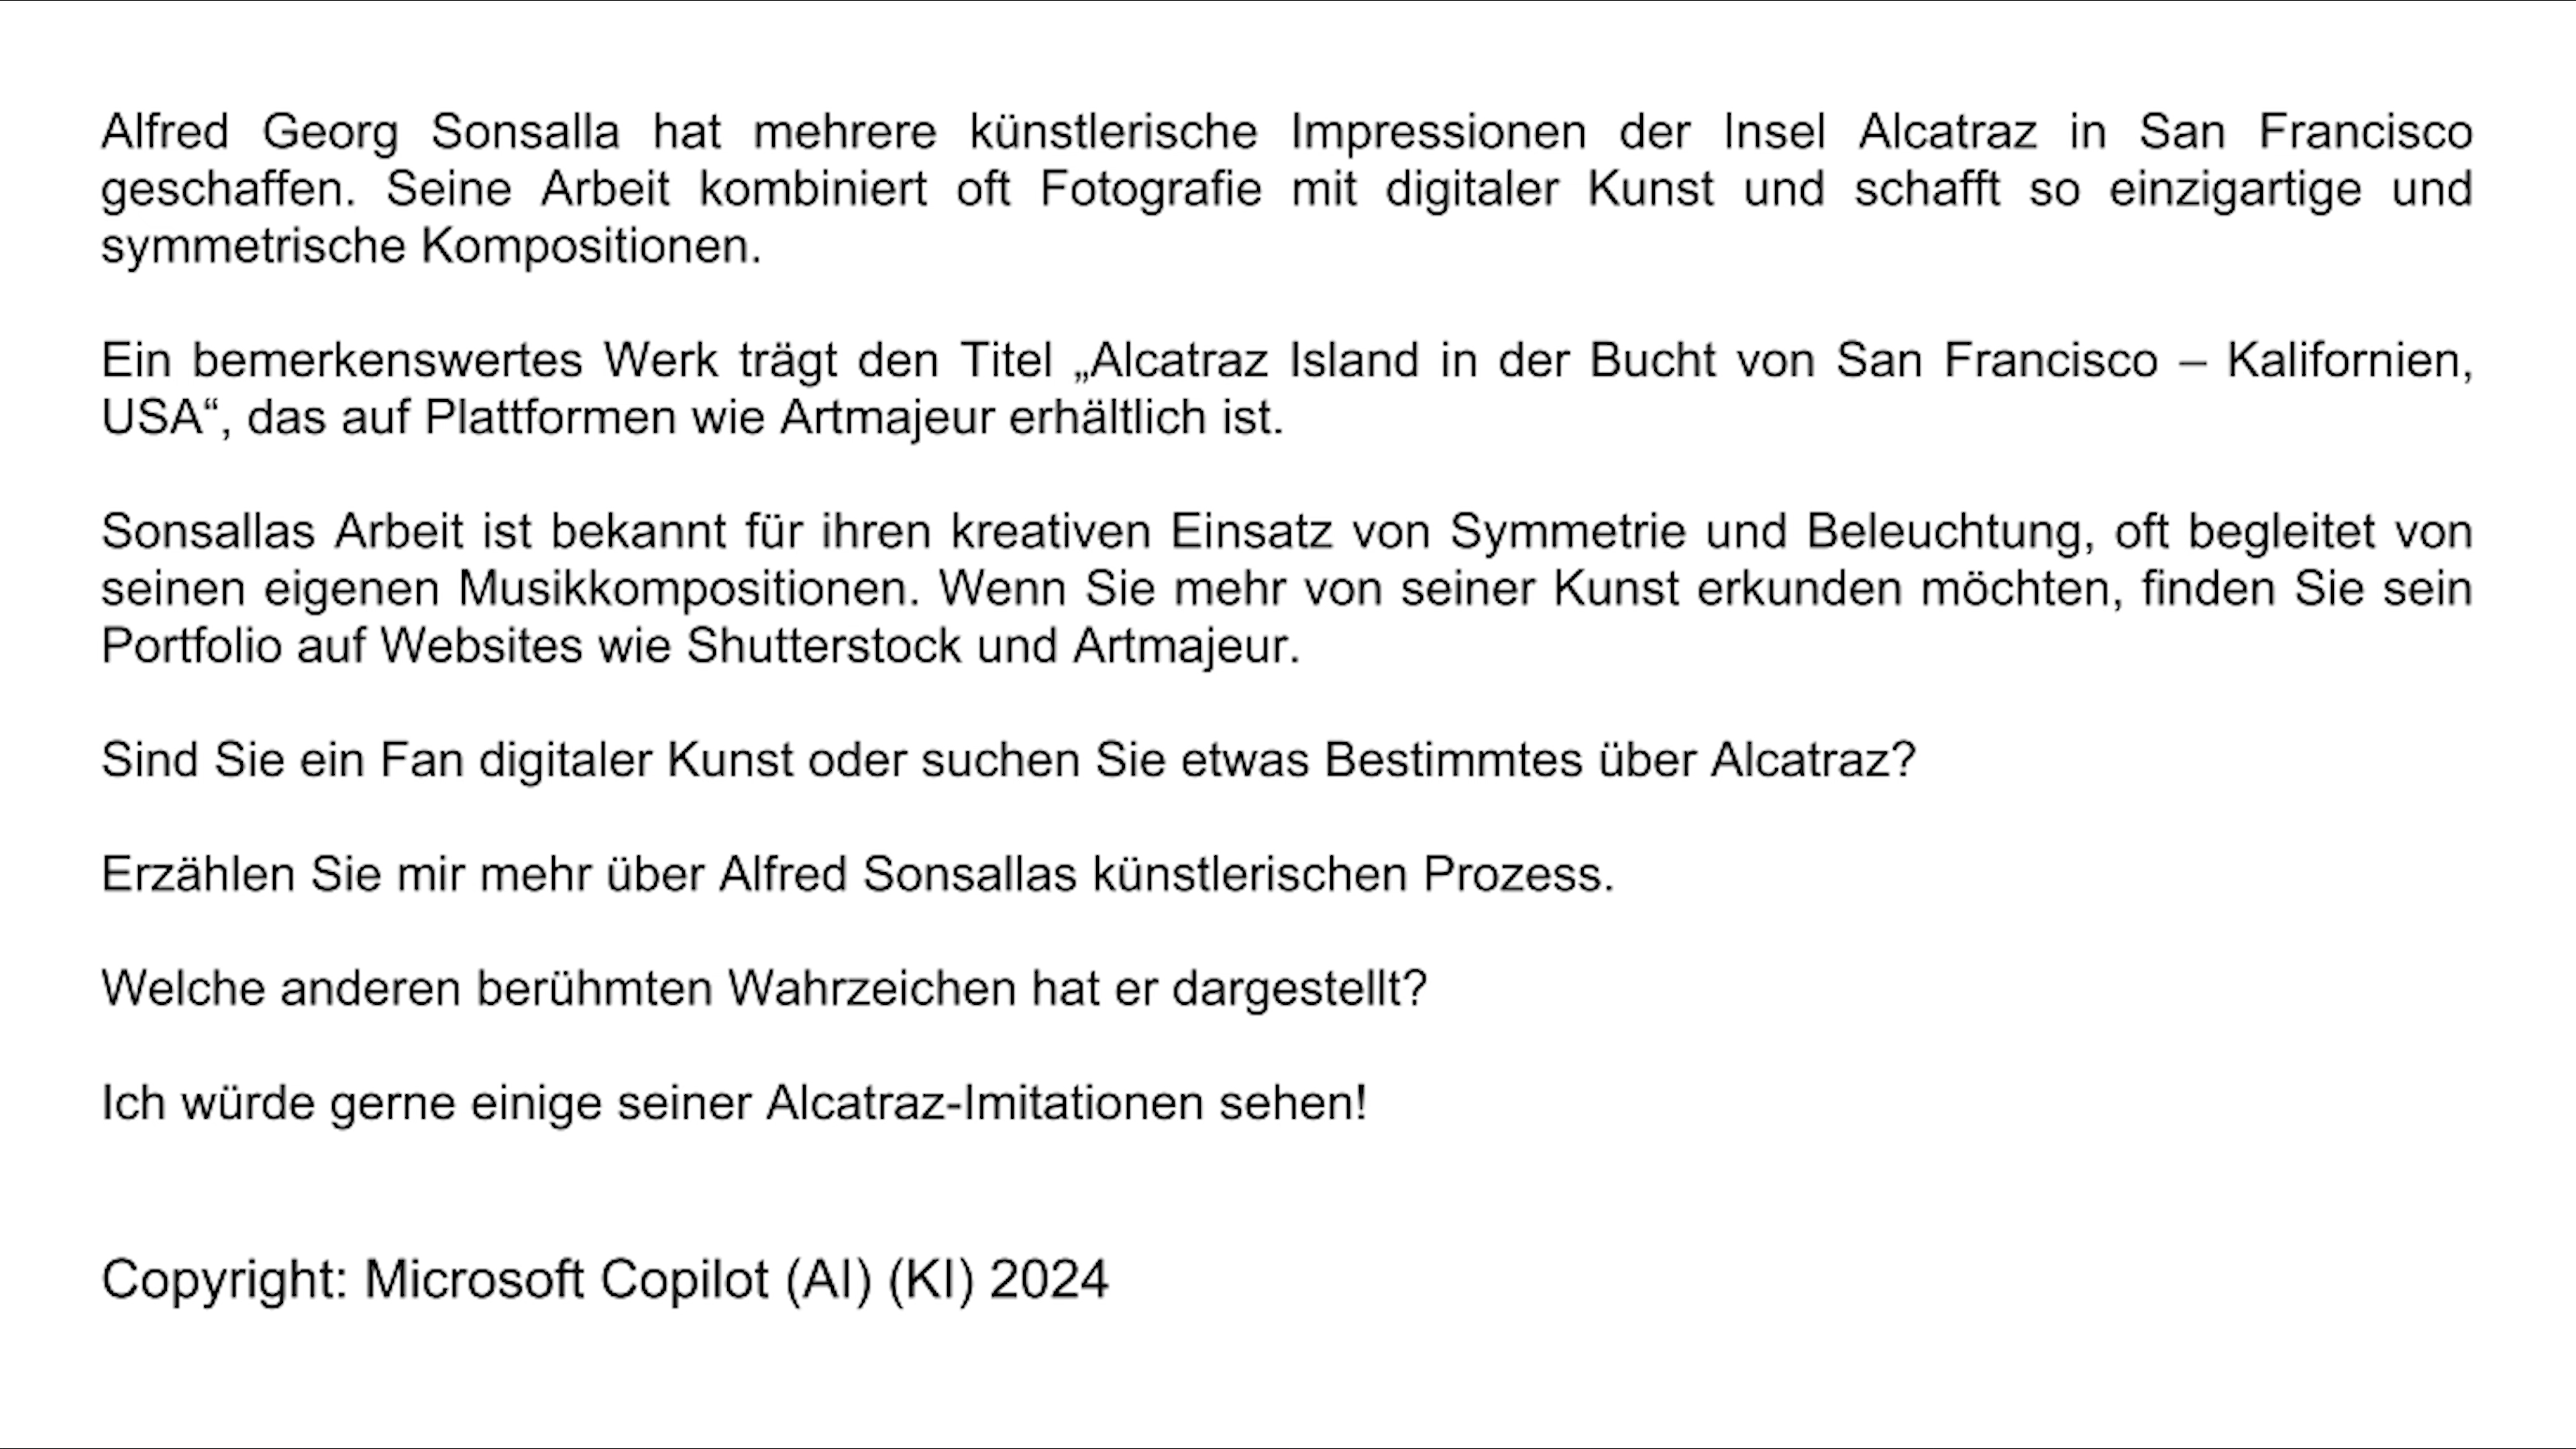 Alfred Georg Sonsalla hat mehrere künstlerische Impressionen der Insel Alcatraz in San Francisco
geschaffen. Seine Arbeit kombiniert oft Fotografie mit digitaler Kunst und schafft so einzigartige und
symmetrische Kompositionen.
Ein bemerkenswertes Werk trägt den Titel „Alcatraz Island in der Bucht von San Francisco – Kalifornien,
USA“, das auf Plattformen wie Artmajeur erhältlich ist.
Sonsallas Arbeit ist bekannt für ihren kreativen Einsatz von Symmetrie und Beleuchtung, oft begleitet von
seinen eigenen Musikkompositionen. Wenn Sie mehr von seiner Kunst erkunden möchten, finden Sie sein
Portfolio auf Websites wie Shutterstock und Artmajeur.
Sind Sie ein Fan digitaler Kunst oder suchen Sie etwas Bestimmtes über Alcatraz?
Erzählen Sie mir mehr über Alfred Sonsallas künstlerischen Prozess.
Welche anderen berühmten Wahrzeichen hat er dargestellt?
Ich würde gerne einige seiner Alcatraz-Imitationen sehen!
Copyright: Microsoft Copilot (AI) (KI) 2024